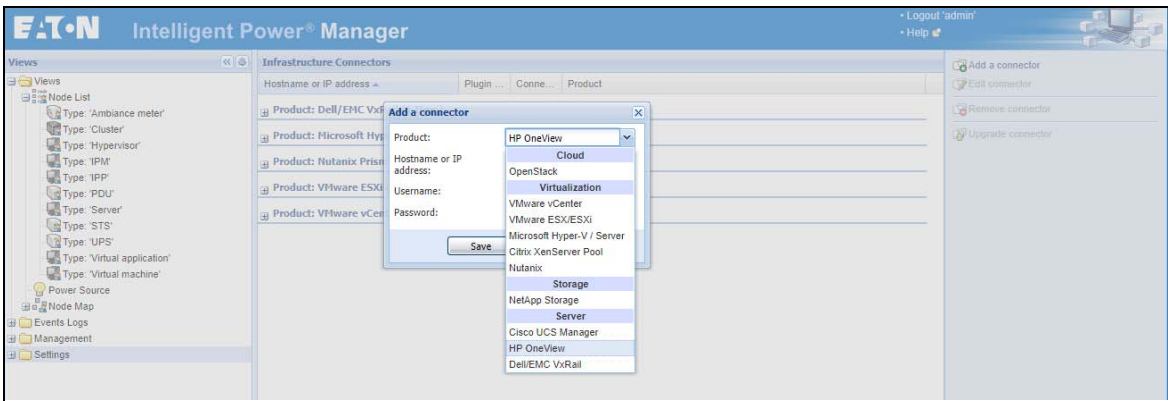 EATON Intelligent Power® Manager
• Logout 'admin'
• Help
Views
Views
Node List
Type: 'Ambiance meter'
Type: 'Cluster'
Type: 'Hypervisor'
Type: 'IPM'
Type: 'IPP'
Type: 'PDU'
Type: 'Server'
Type: 'STS'
Type: 'UPS'
Type: 'Virtual application'
Type: 'Virtual machine'
Power Source
Node Map
Events Logs
Management
Settings
Infrastructure Connectors
Hostname or IP address Plugin ... Conne... Product
Product: Dell/EMC VxR
Product: Microsoft Hyp
Product: Nutanix Prism
Product: VMware ESXi
Product: VMware vCen
Add a connector
Product: HP OneView
Hostname or IP
address:
Username:
Password:
Save
Cloud
OpenStack
Virtualization
VMware vCenter
VMware ESX/ESXi
Microsoft Hyper-V / Server
Citrix XenServer Pool
Nutanix
Storage
NetApp Storage
Server
Cisco UCS Manager
HP OneView
Dell/EMC VxRail
Add a connector
Edit connector
Remove connector
Upgrade connector